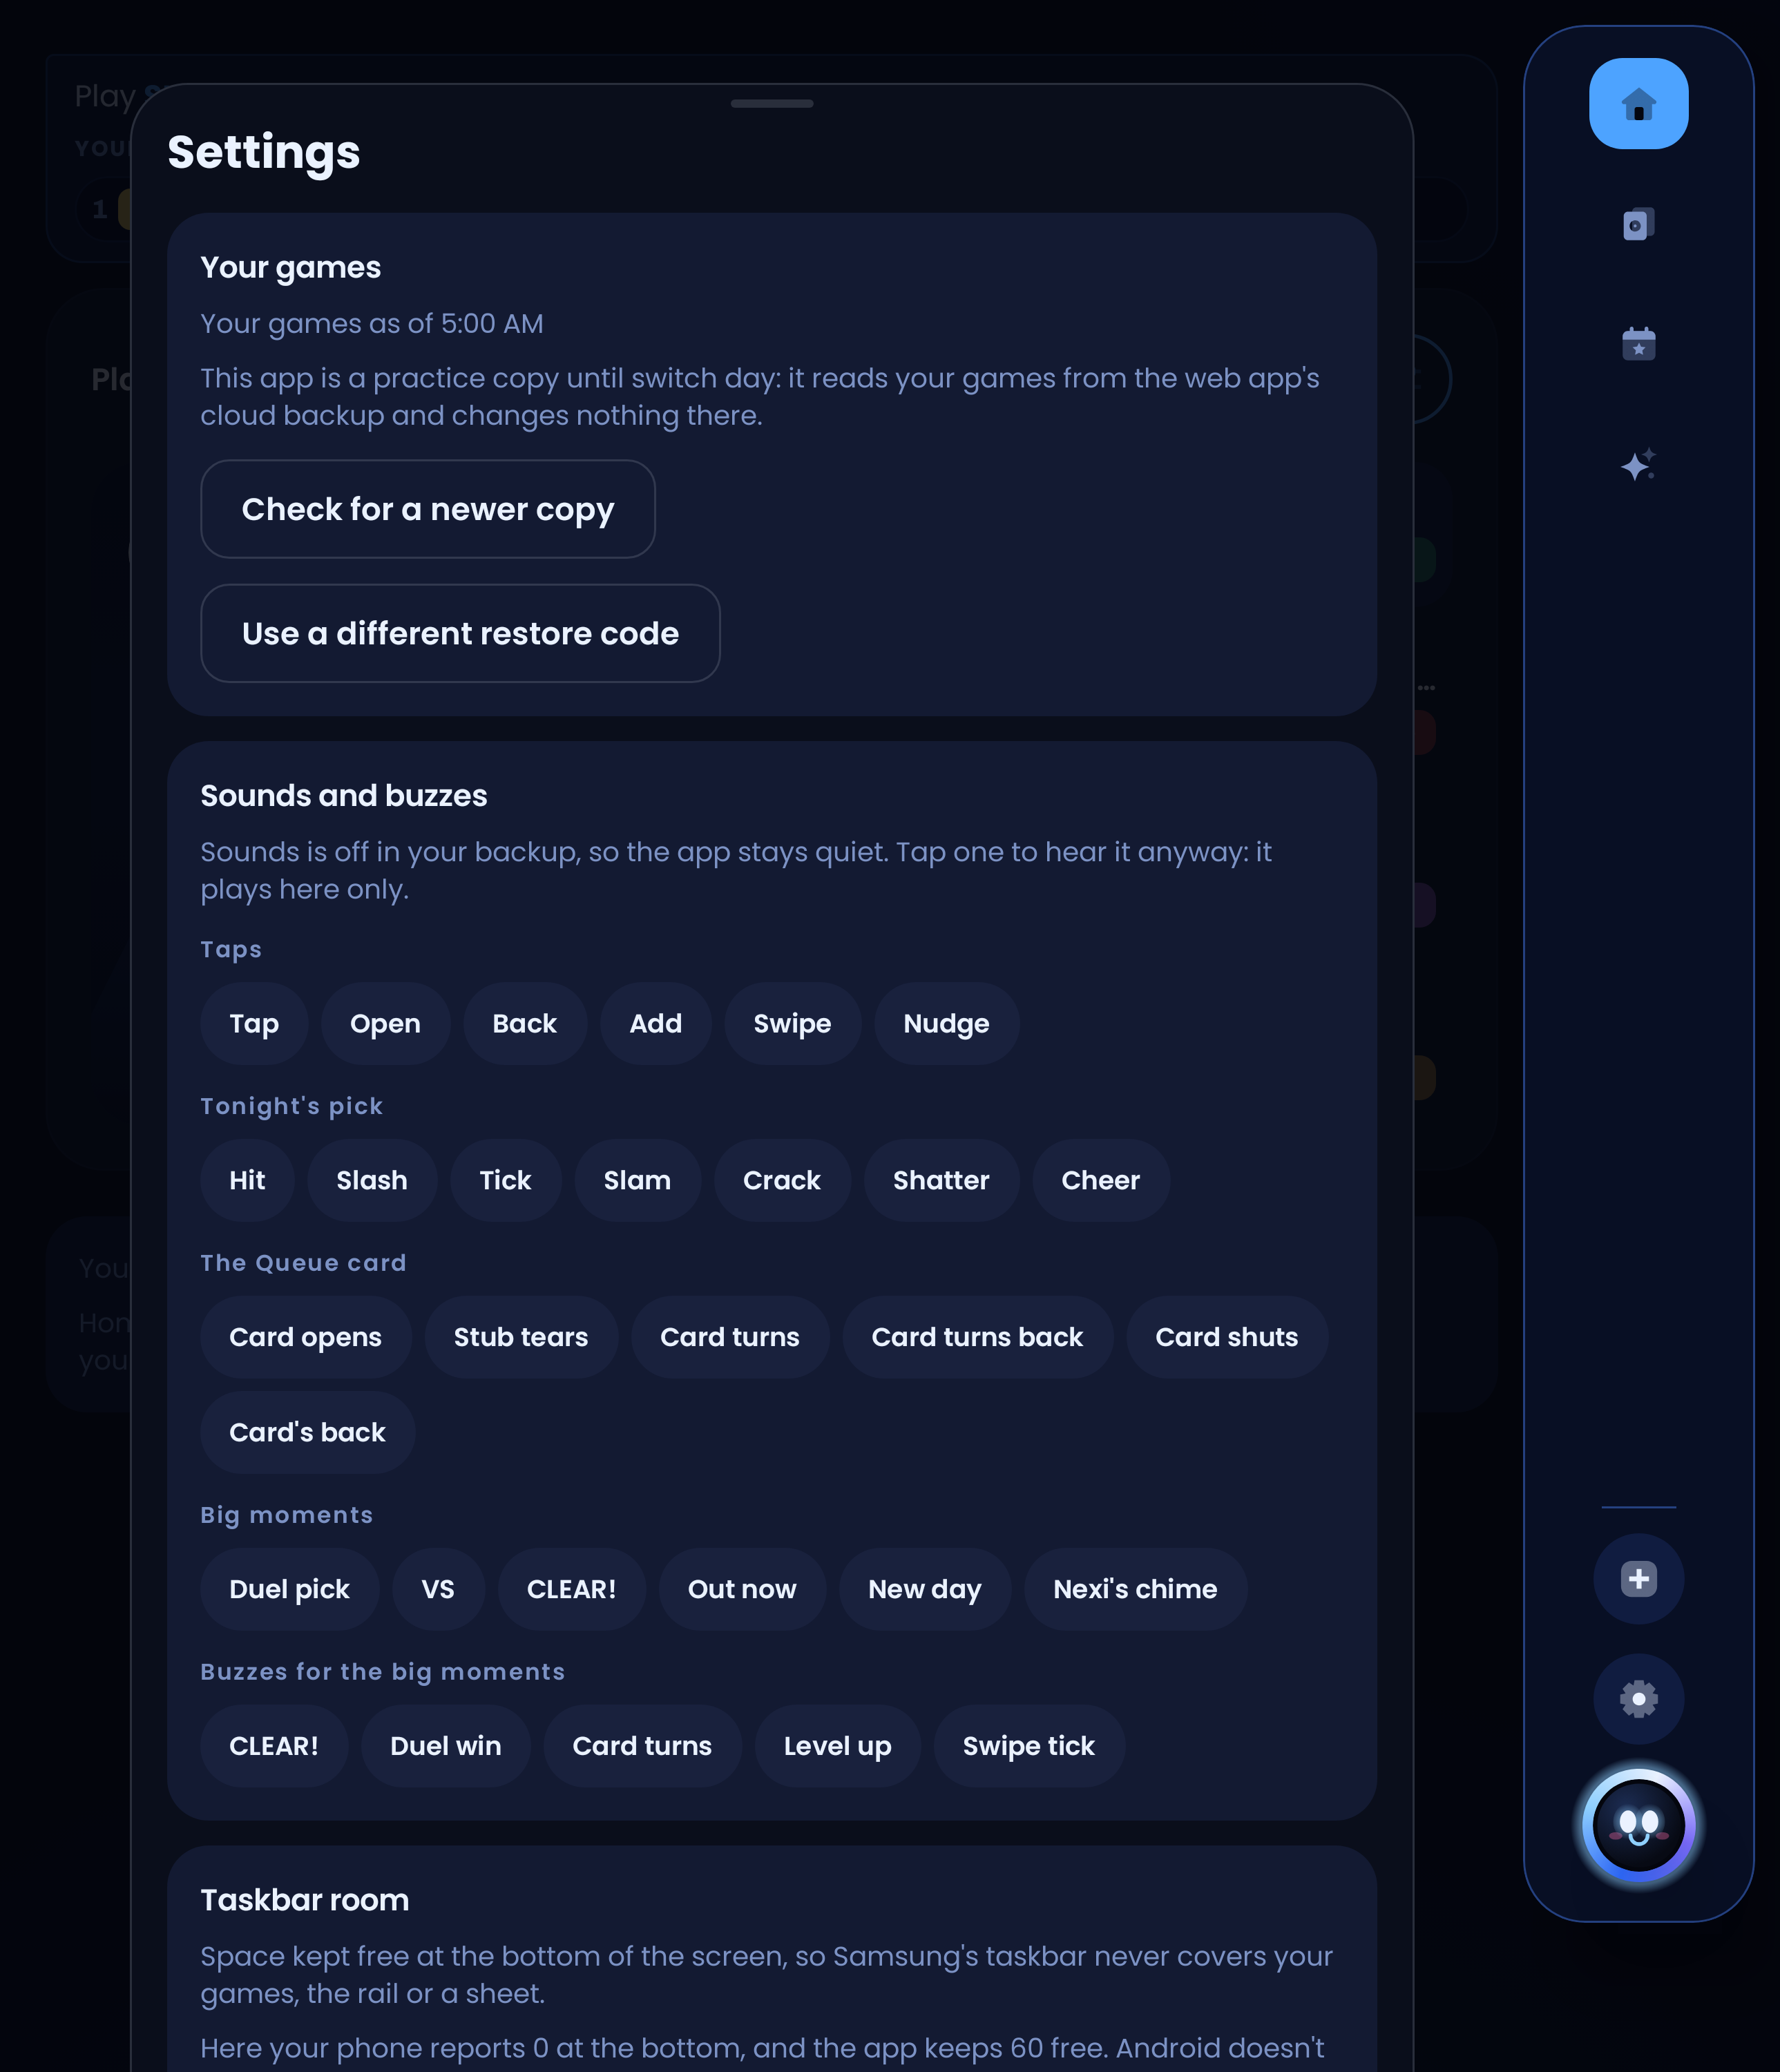 Play
YOUR
1
Settings
Your games
Your games as of 5:00 AM
This app is a practice copy until switch day: it reads your games from the web app's
cloud backup and changes nothing there.
Check for a newer copy
Use a different restore code
Sounds and buzzes
Sounds is off in your backup, so the app stays quiet. Tap one to hear it anyway: it
plays here only.
Taps
Tap Open Back Add Swipe Nudge
Tonight's pick
Hit Slash Tick Slam Crack Shatter Cheer
The Queue card
Card opens Stub tears Card turns Card turns back Card shuts
Card's back
Big moments
Duel pick VS CLEAR! Out now New day Nexi's chime
Buzzes for the big moments
CLEAR! Duel win Card turns Level up Swipe tick
Taskbar room
Space kept free at the bottom of the screen, so Samsung's taskbar never covers your
games, the rail or a sheet.
Here your phone reports 0 at the bottom, and the app keeps 60 free. Android doesn't